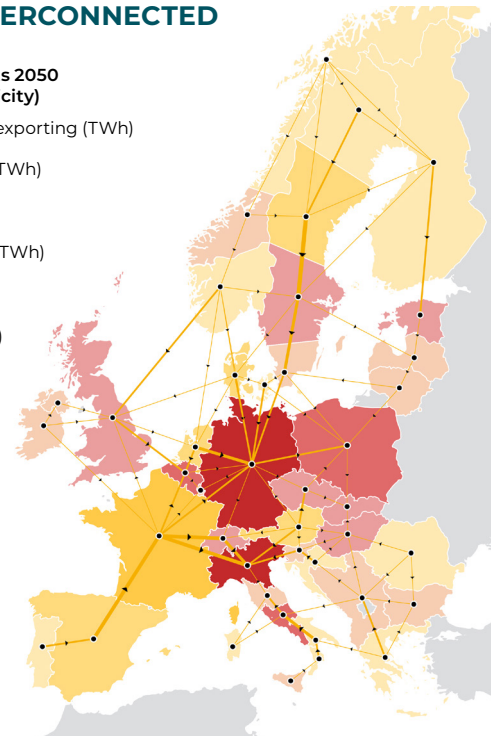 ERCONNECTED
s 2050
city)
exporting (TWh)
TWh)
TWh)
)